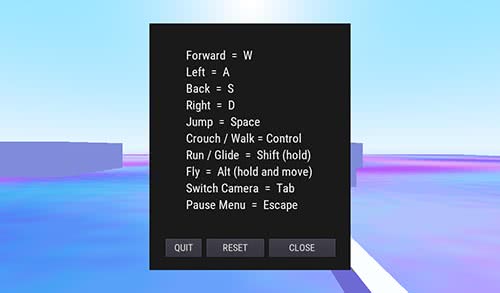 Forward = W
Left = A
Back = S
Right = D
Jump = Space
Crouch / Walk = Control
Run / Glide = Shift (hold)
Fly = Alt (hold and move)
Switch Camera = Tab
Pause Menu = Escape
QUIT RESET CLOSE